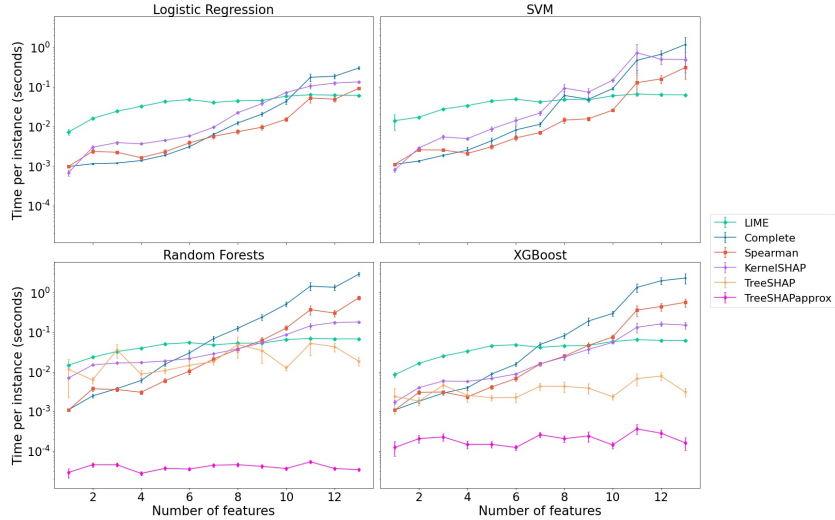 Logistic Regression
SVM
Time per instance (seconds)
10⁰
10⁻¹
10⁻²
10⁻³
10⁻⁴
Random Forests
XGBoost
Time per instance (seconds)
10⁰
10⁻¹
10⁻²
10⁻³
10⁻⁴
2 4 6 8 10 12
2 4 6 8 10 12
Number of features
Number of features
LIME
Complete
Spearman
KernelSHAP
TreeSHAP
TreeSHAPapprox